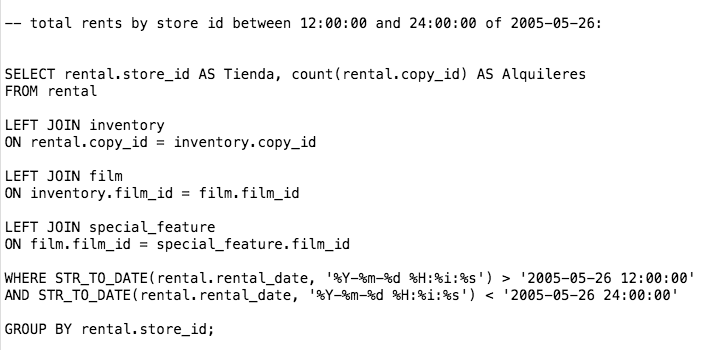 -- total rents by store id between 12:00:00 and 24:00:00 of 2005-05-26:
SELECT rental.store_id AS Tienda, count(rental.copy_id) AS Alquileres
FROM rental
LEFT JOIN inventory
ON rental.copy_id = inventory.copy_id
LEFT JOIN film
ON inventory.film_id = film.film_id
LEFT JOIN special_feature
ON film.film_id = special_feature.film_id
WHERE STR_TO_DATE(rental.rental_date, '%Y-%m-%d %H:%i:%s') > '2005-05-26 12:00:00'
AND STR_TO_DATE(rental.rental_date, '%Y-%m-%d %H:%i:%s') < '2005-05-26 24:00:00'
GROUP BY rental.store_id;